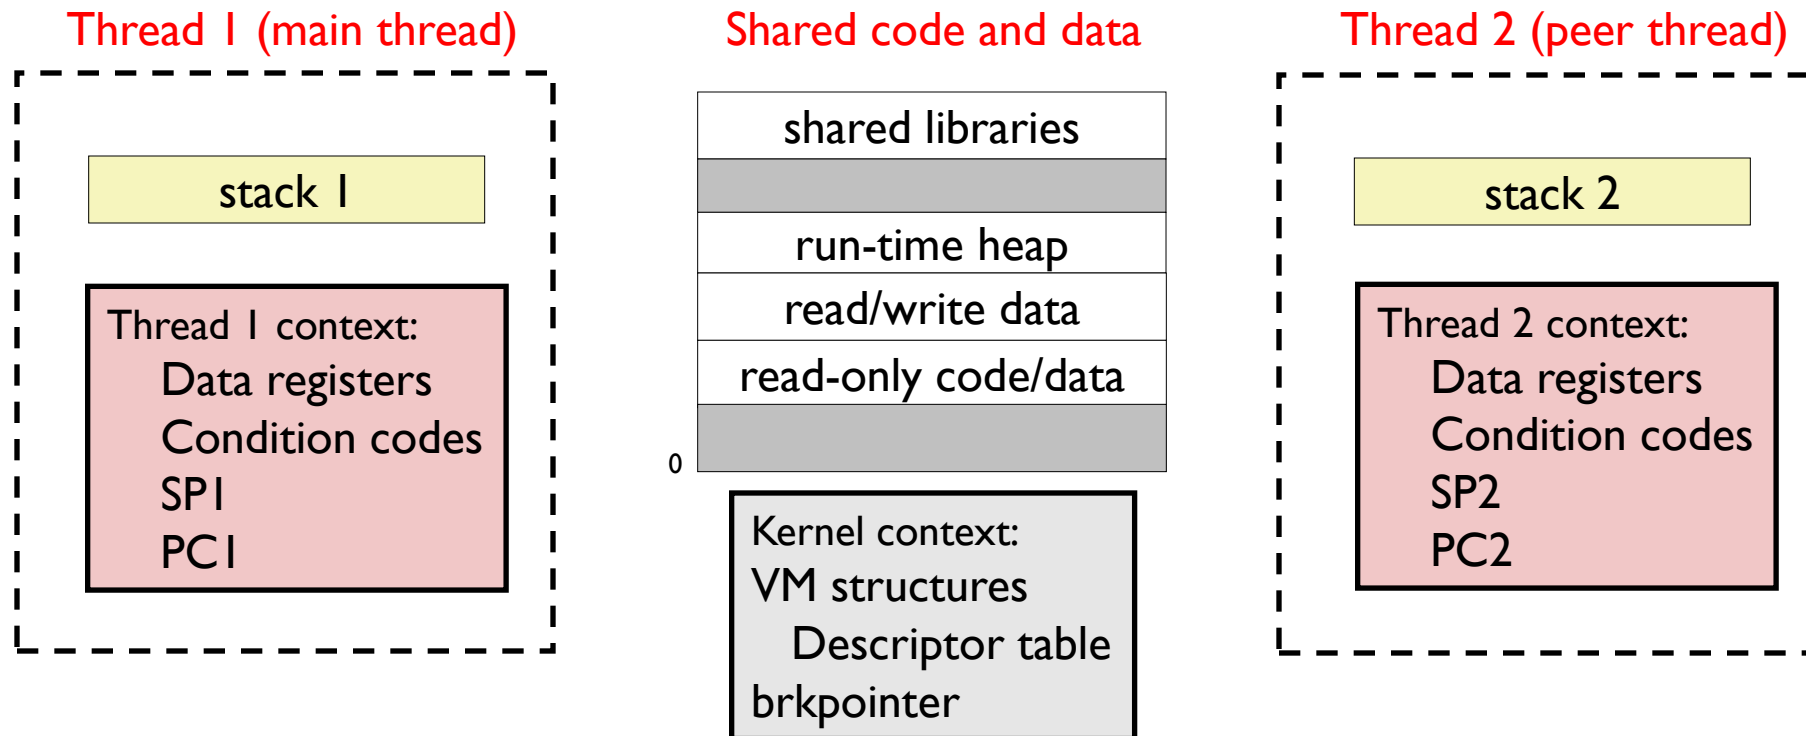 Thread 1 (main thread)
stack 1
Thread 1 context:
Data registers
Condition codes
SP1
PC1
Shared code and data
shared libraries
run-time heap
read/write data
read-only code/data
0
Kernel context:
VM structures
Descriptor table
brkpointer
Thread 2 (peer thread)
stack 2
Thread 2 context:
Data registers
Condition codes
SP2
PC2